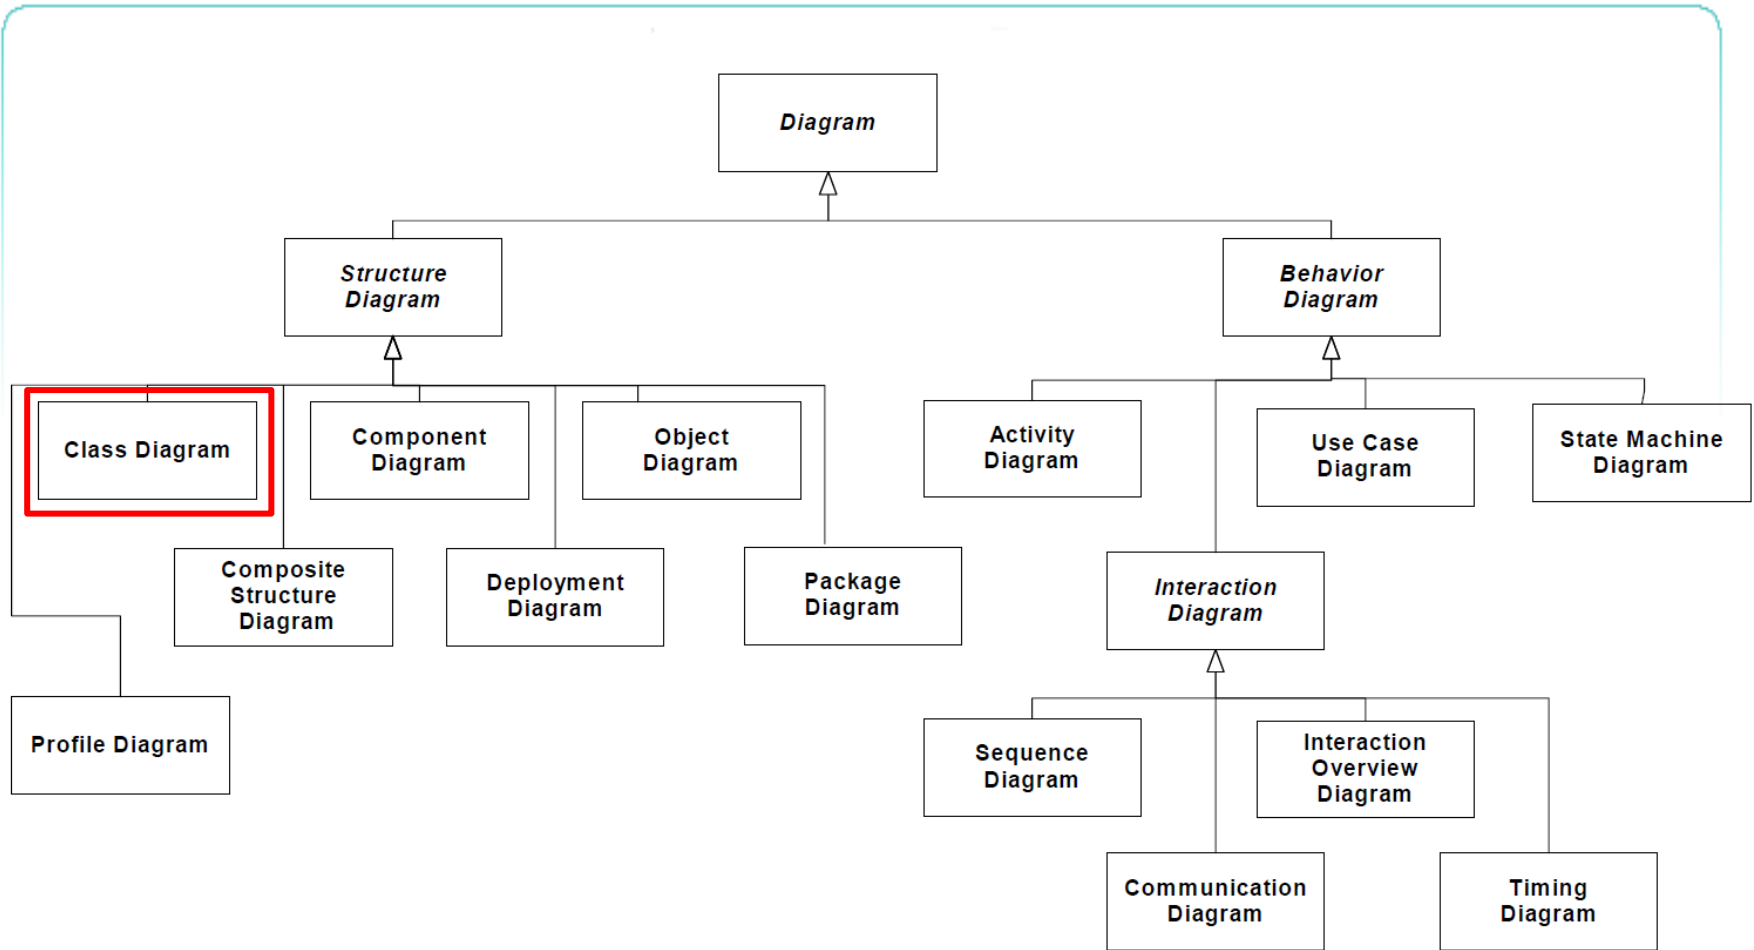 Diagram
Structure
Diagram
Behavior
Diagram
Class Diagram
Component
Diagram
Object
Diagram
Activity
Diagram
Use Case
Diagram
State Machine
Diagram
Composite
Structure
Diagram
Deployment
Diagram
Package
Diagram
Interaction
Diagram
Profile Diagram
Sequence
Diagram
Interaction
Overview
Diagram
Communication
Diagram
Timing
Diagram